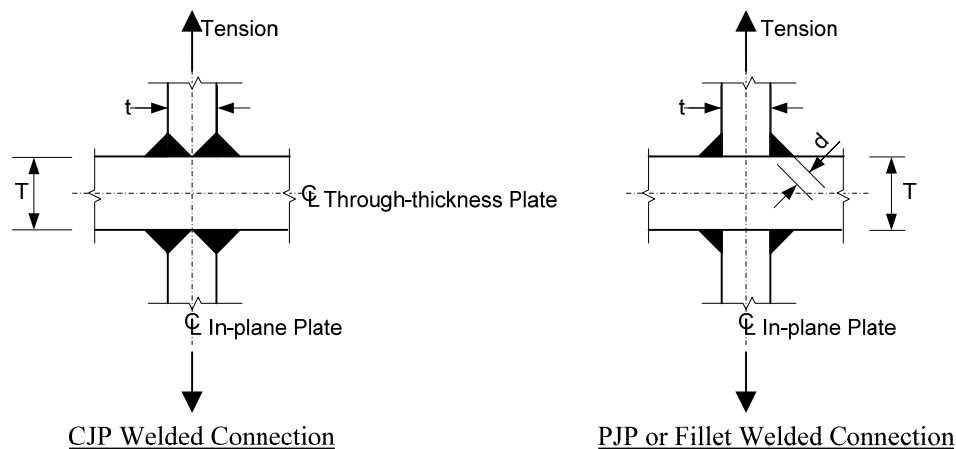 Tension
t
T
℄ Through-thickness Plate
℄ In-plane Plate
CJP Welded Connection
Tension
t
d
T
℄ In-plane Plate
PJP or Fillet Welded Connection